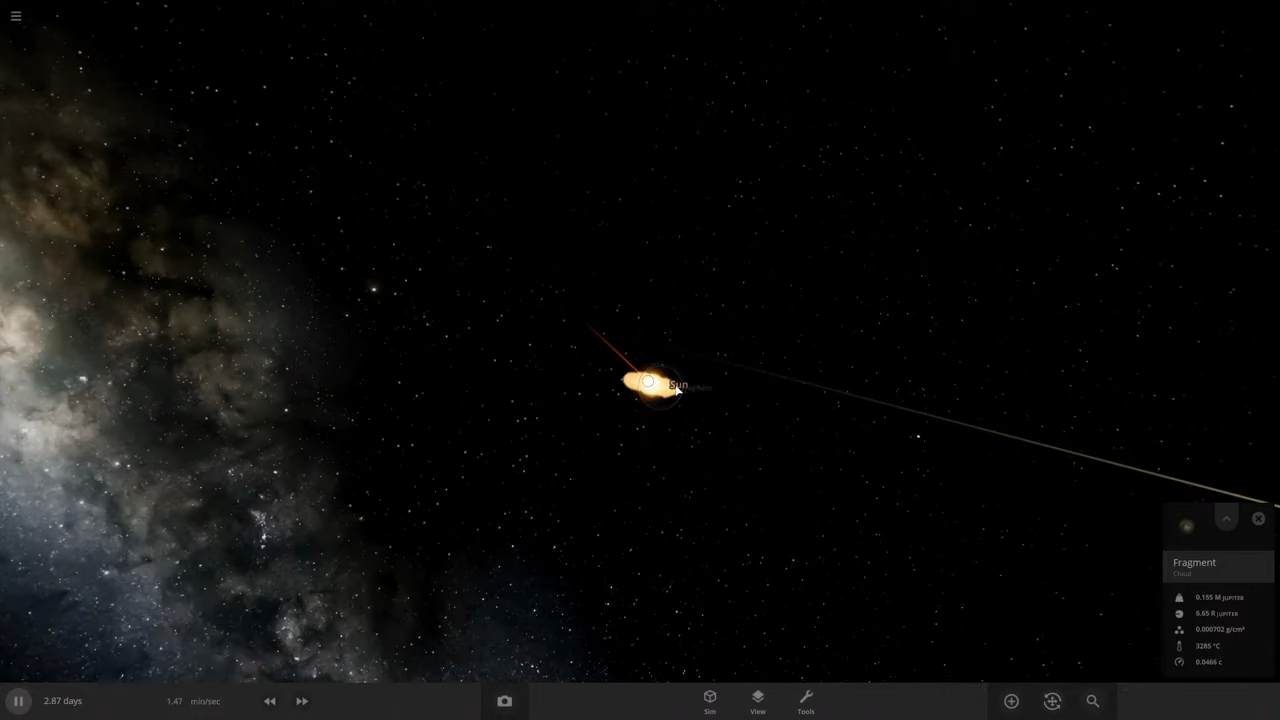 Sun
Fragment
Cloud
0.155 M JUPITER
6.65 R JUPITER
0.000702 g/cm³
3285 °C
0.0466 c
2.87 days
1.47 min/sec
Sim
View
Tools